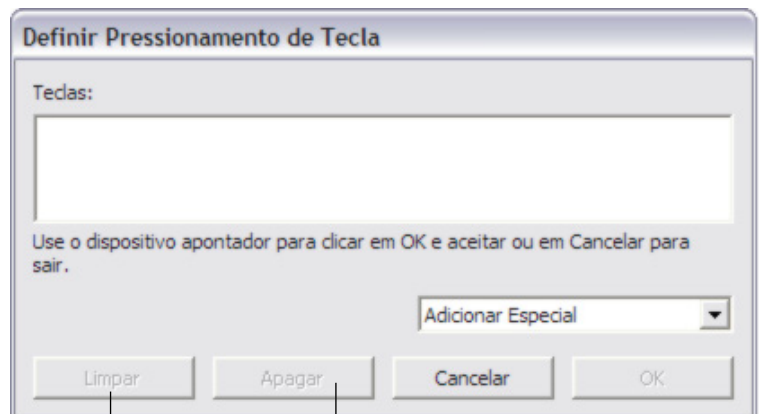 Definir Pressionamento de Tecla
Teclas:
Use o dispositivo apontador para clicar em OK e aceitar ou em Cancelar para
sair.
Adicionar Especial
Limpar
Apagar
Cancelar
OK